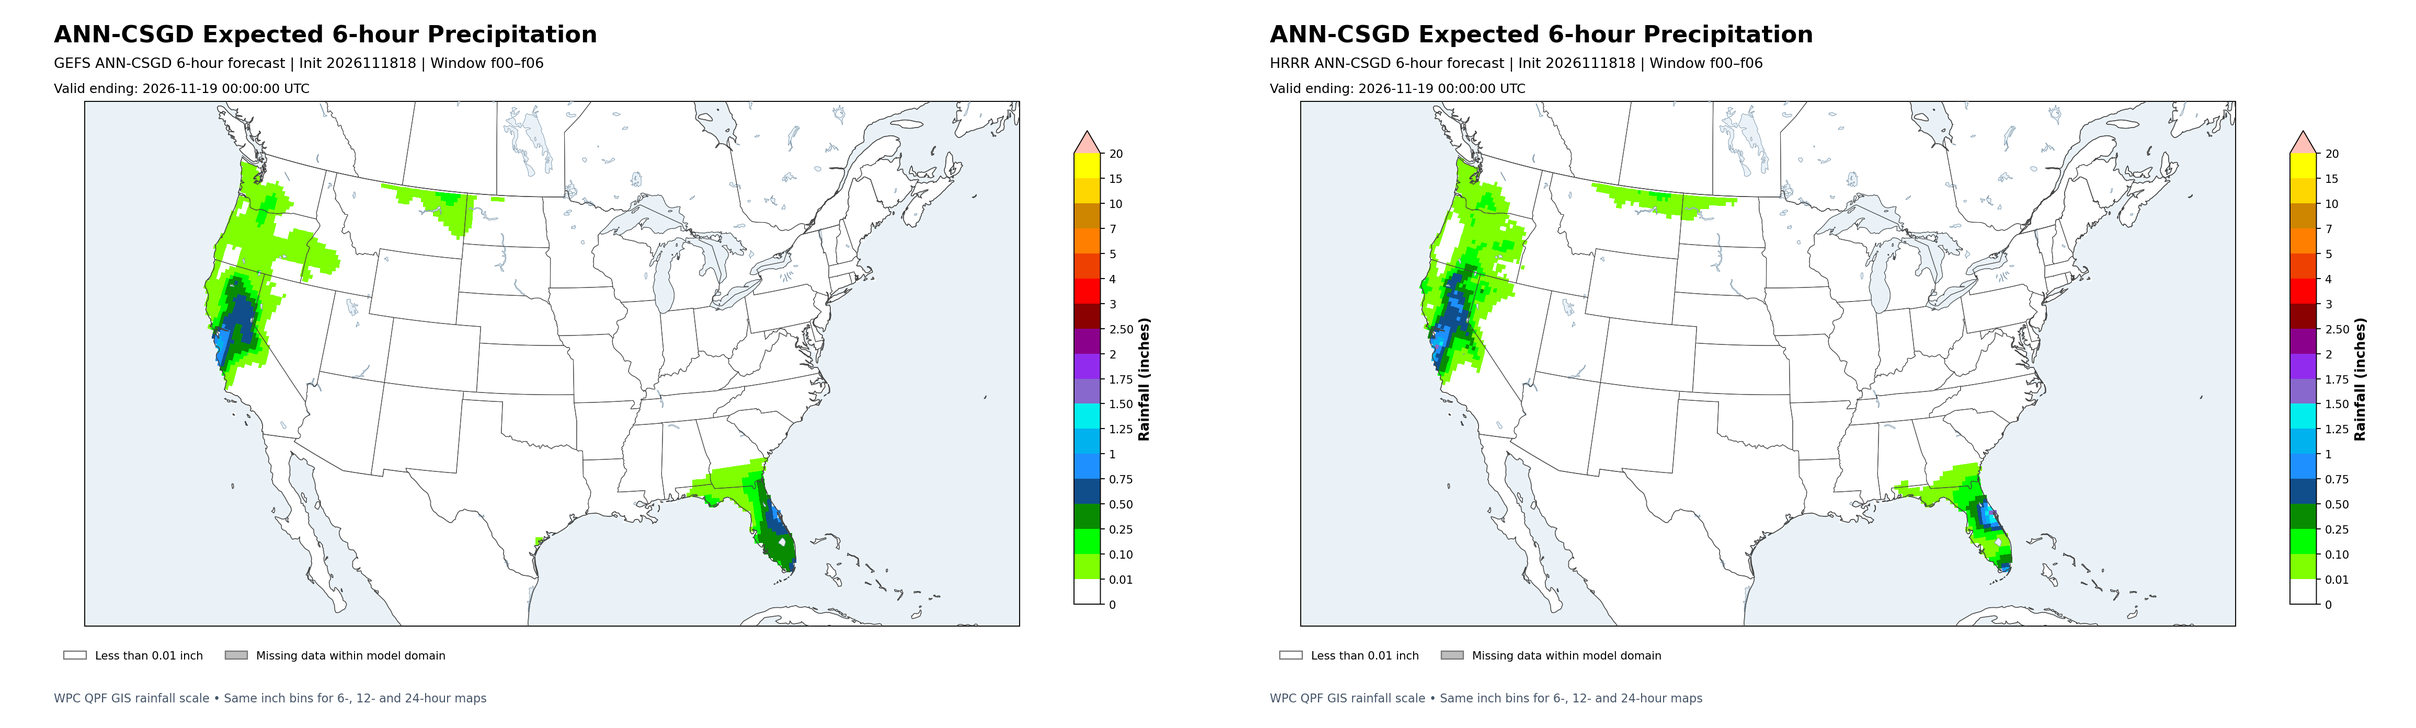 ANN-CSGD Expected 6-hour Precipitation
GEFS ANN-CSGD 6-hour forecast | Init 2026111818 | Window f00–f06
Valid ending: 2026-11-19 00:00:00 UTC
20
15
10
7
5
4
3
2.50
2
1.75
1.50
1.25
1
0.75
0.50
0.25
0.10
0.01
0
Rainfall (inches)
Less than 0.01 inch
Missing data within model domain
WPC QPF GIS rainfall scale • Same inch bins for 6-, 12- and 24-hour maps
ANN-CSGD Expected 6-hour Precipitation
HRRR ANN-CSGD 6-hour forecast | Init 2026111818 | Window f00–f06
Valid ending: 2026-11-19 00:00:00 UTC
20
15
10
7
5
4
3
2.50
2
1.75
1.50
1.25
1
0.75
0.50
0.25
0.10
0.01
0
Rainfall (inches)
Less than 0.01 inch
Missing data within model domain
WPC QPF GIS rainfall scale • Same inch bins for 6-, 12- and 24-hour maps